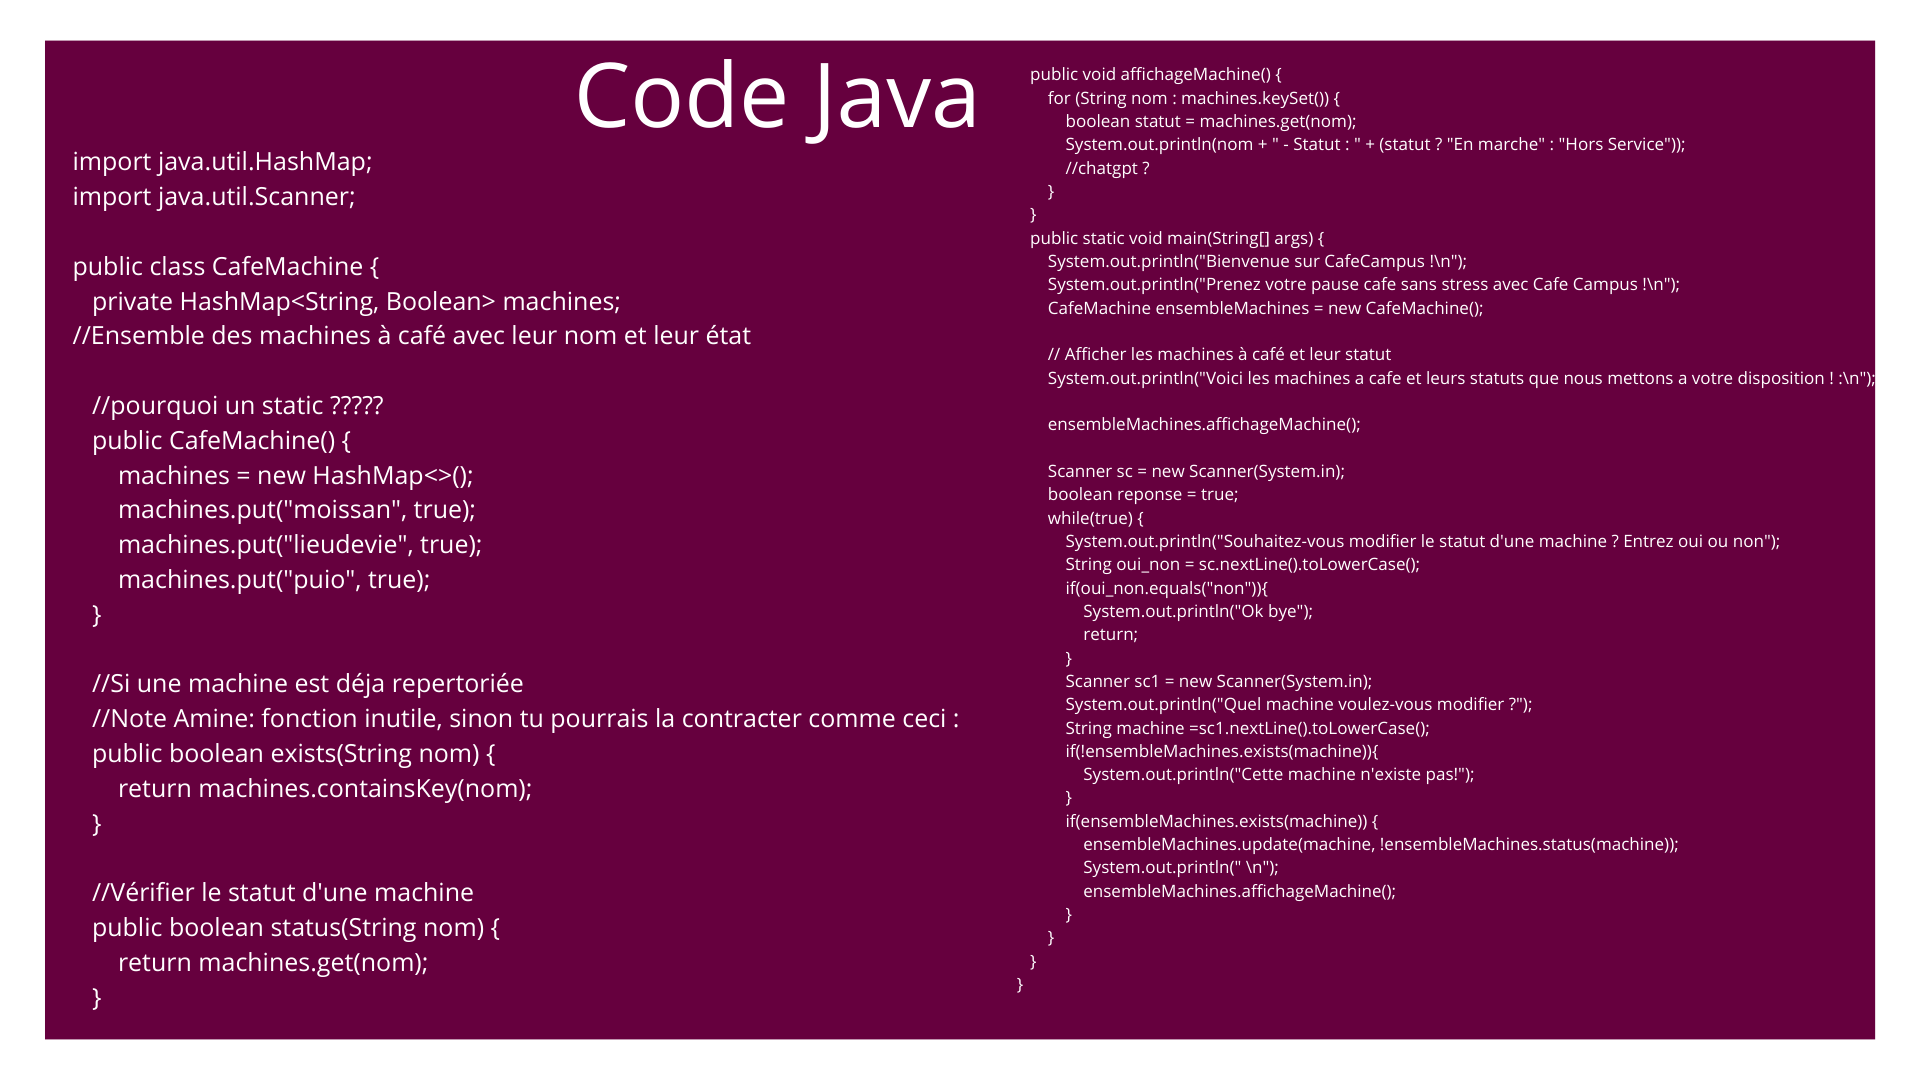 Code Java
import java.util.HashMap;
import java.util.Scanner;
public class CafeMachine {
private HashMap<String, Boolean> machines;
//Ensemble des machines à café avec leur nom et leur état
//pourquoi un static ?????
public CafeMachine() {
machines = new HashMap<>();
machines.put("moissan", true);
machines.put("lieudevie", true);
machines.put("puio", true);
}
//Si une machine est déja repertoriée
//Note Amine: fonction inutile, sinon tu pourrais la contracter comme ceci :
public boolean exists(String nom) {
return machines.containsKey(nom);
}
//Vérifier le statut d'une machine
public boolean status(String nom) {
return machines.get(nom);
}
public void affichageMachine() {
for (String nom : machines.keySet()) {
boolean statut = machines.get(nom);
System.out.println(nom + " - Statut : " + (statut ? "En marche" : "Hors Service"));
//chatgpt ?
}
}
public static void main(String[] args) {
System.out.println("Bienvenue sur CafeCampus !\n");
System.out.println("Prenez votre pause cafe sans stress avec Cafe Campus !\n");
CafeMachine ensembleMachines = new CafeMachine();
// Afficher les machines à café et leur statut
System.out.println("Voici les machines a cafe et leurs statuts que nous mettons a votre disposition ! :\n");
ensembleMachines.affichageMachine();
Scanner sc = new Scanner(System.in);
boolean reponse = true;
while(true) {
System.out.println("Souhaitez-vous modifier le statut d'une machine ? Entrez oui ou non");
String oui_non = sc.nextLine().toLowerCase();
if(oui_non.equals("non")){
System.out.println("Ok bye");
return;
}
Scanner sc1 = new Scanner(System.in);
System.out.println("Quel machine voulez-vous modifier ?");
String machine =sc1.nextLine().toLowerCase();
if(!ensembleMachines.exists(machine)){
System.out.println("Cette machine n'existe pas!");
}
if(ensembleMachines.exists(machine)) {
ensembleMachines.update(machine, !ensembleMachines.status(machine));
System.out.println(" \n");
ensembleMachines.affichageMachine();
}
}
}
}